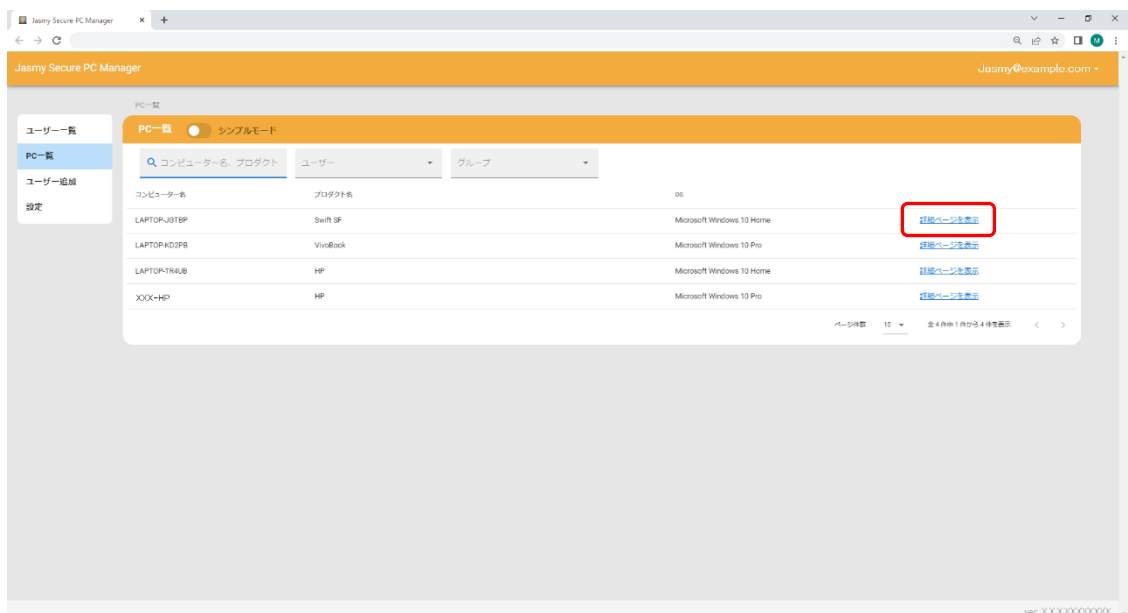 Jasmy Secure PC Manager
M
Jasmy Secure PC Manager
Jasmy@example.com
PC一覧
ユーザー一覧
PC一覧
ユーザー追加
設定
PC一覧 シンプルモード
コンピューター名、プロダクト ユーザー グループ
コンピューター名 プロダクト名 OS
LAPTOP-JGTBP Swift SF Microsoft Windows 10 Home 詳細ページを表示
LAPTOP-KD2PB VivoBook Microsoft Windows 10 Pro 詳細ページを表示
LAPTOP-TR4UB HP Microsoft Windows 10 Home 詳細ページを表示
XXX-HP HP Microsoft Windows 10 Pro 詳細ページを表示
ページ件数 10 全 4 件中 1 件から 4 件を表示